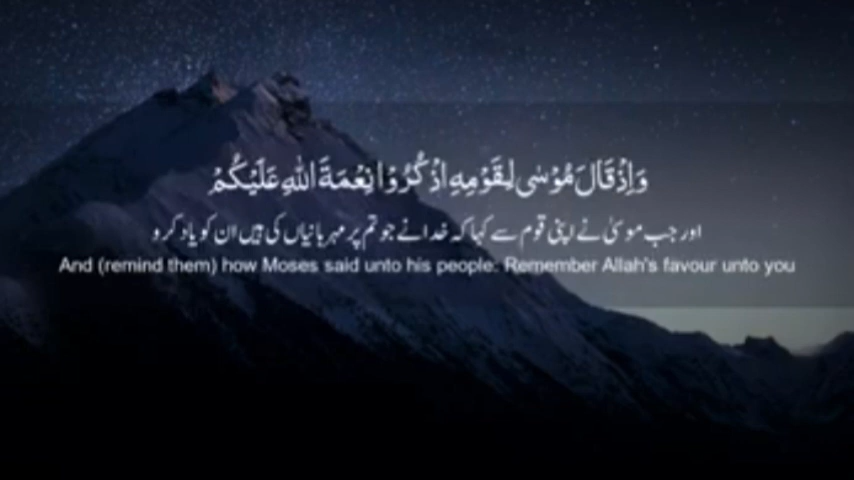 وَاِذْ قَالَ مُوْسٰى لِقَوْمِهِ اذْكُرُوْا نِعْمَةَ اللّٰهِ عَلَيْكُمْ
اور جب موسیٰ نے اپنی قوم سے کہا کہ خدا نے جو تم پر مہربانیاں کی ہیں ان کو یاد کرو
And (remind them) how Moses said unto his people: Remember Allah's favour unto you